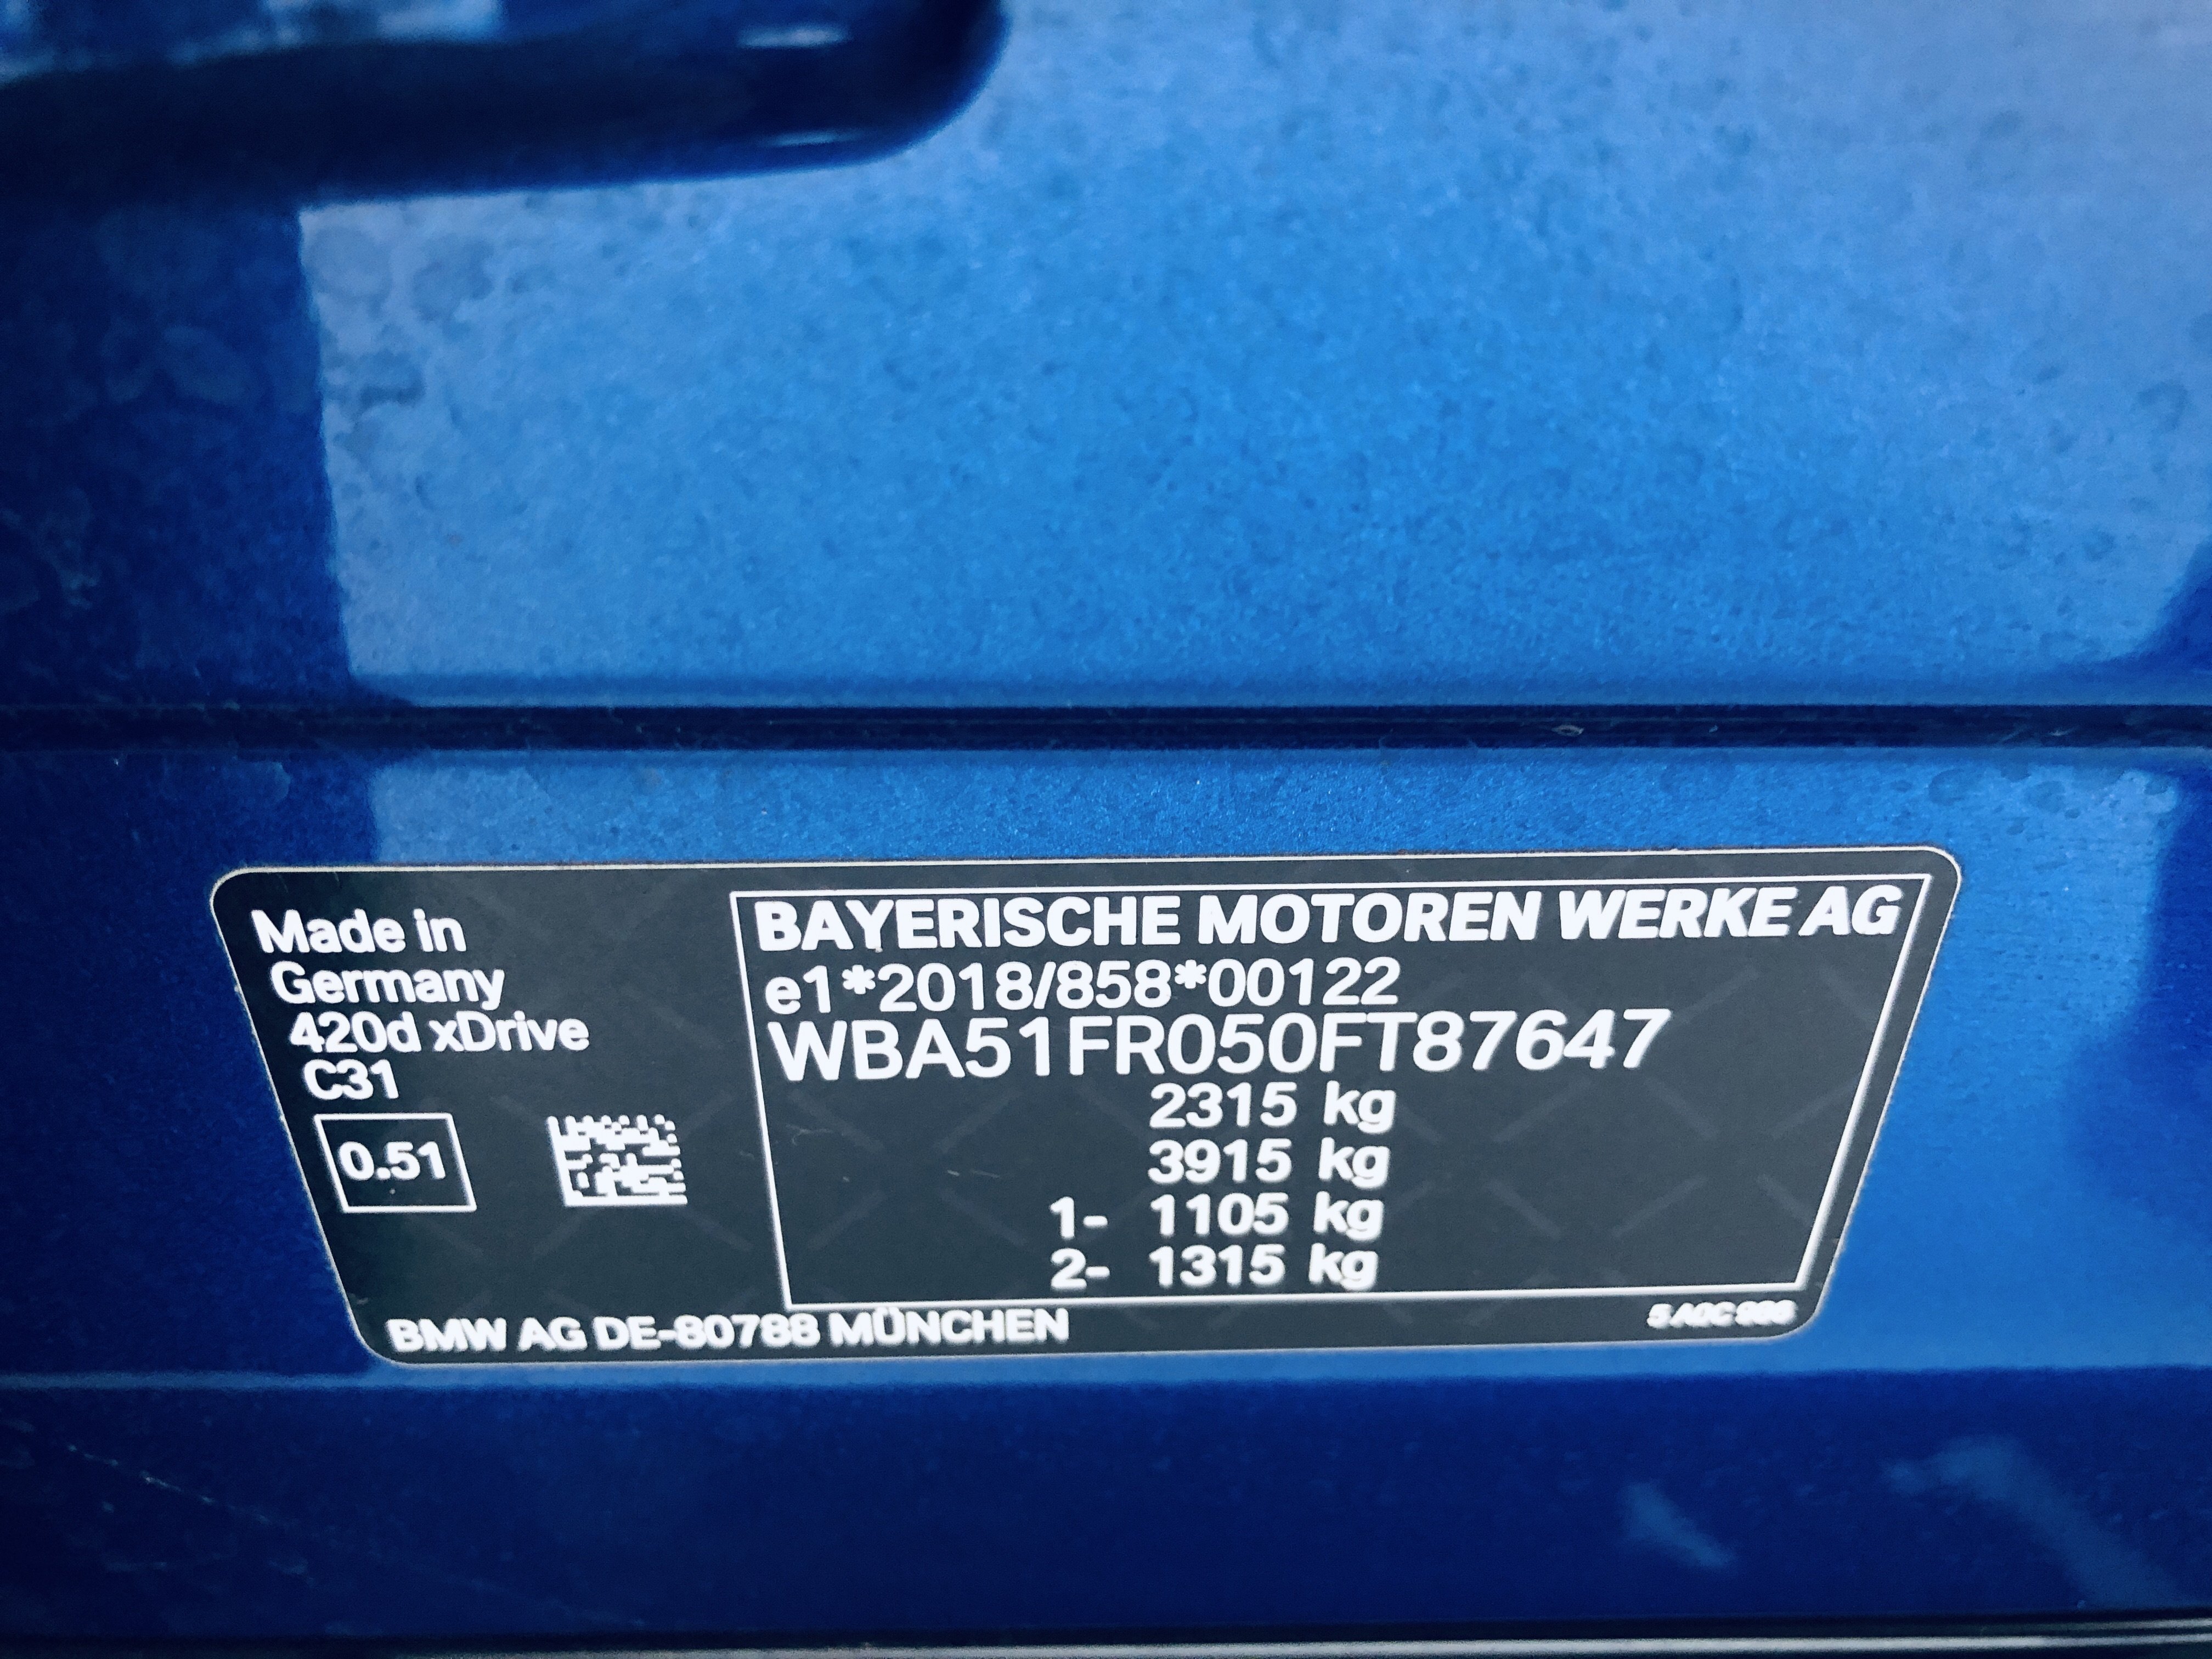 Made in
Germany
420d xDrive
C31
0.51
BAYERISCHE MOTOREN WERKE AG
e1*2018/858*00122
WBA51FR050FT87647
2315 kg
3915 kg
1- 1105 kg
2- 1315 kg
BMW AG DE-80788 MÜNCHEN